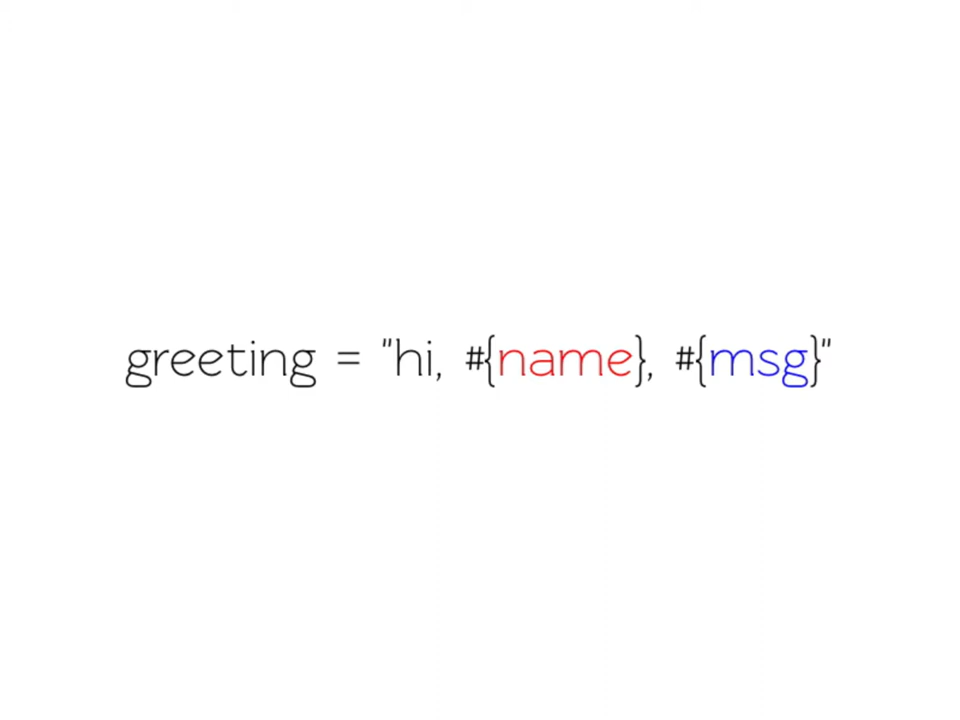 greeting = "hi, #{name}, #{msg}"